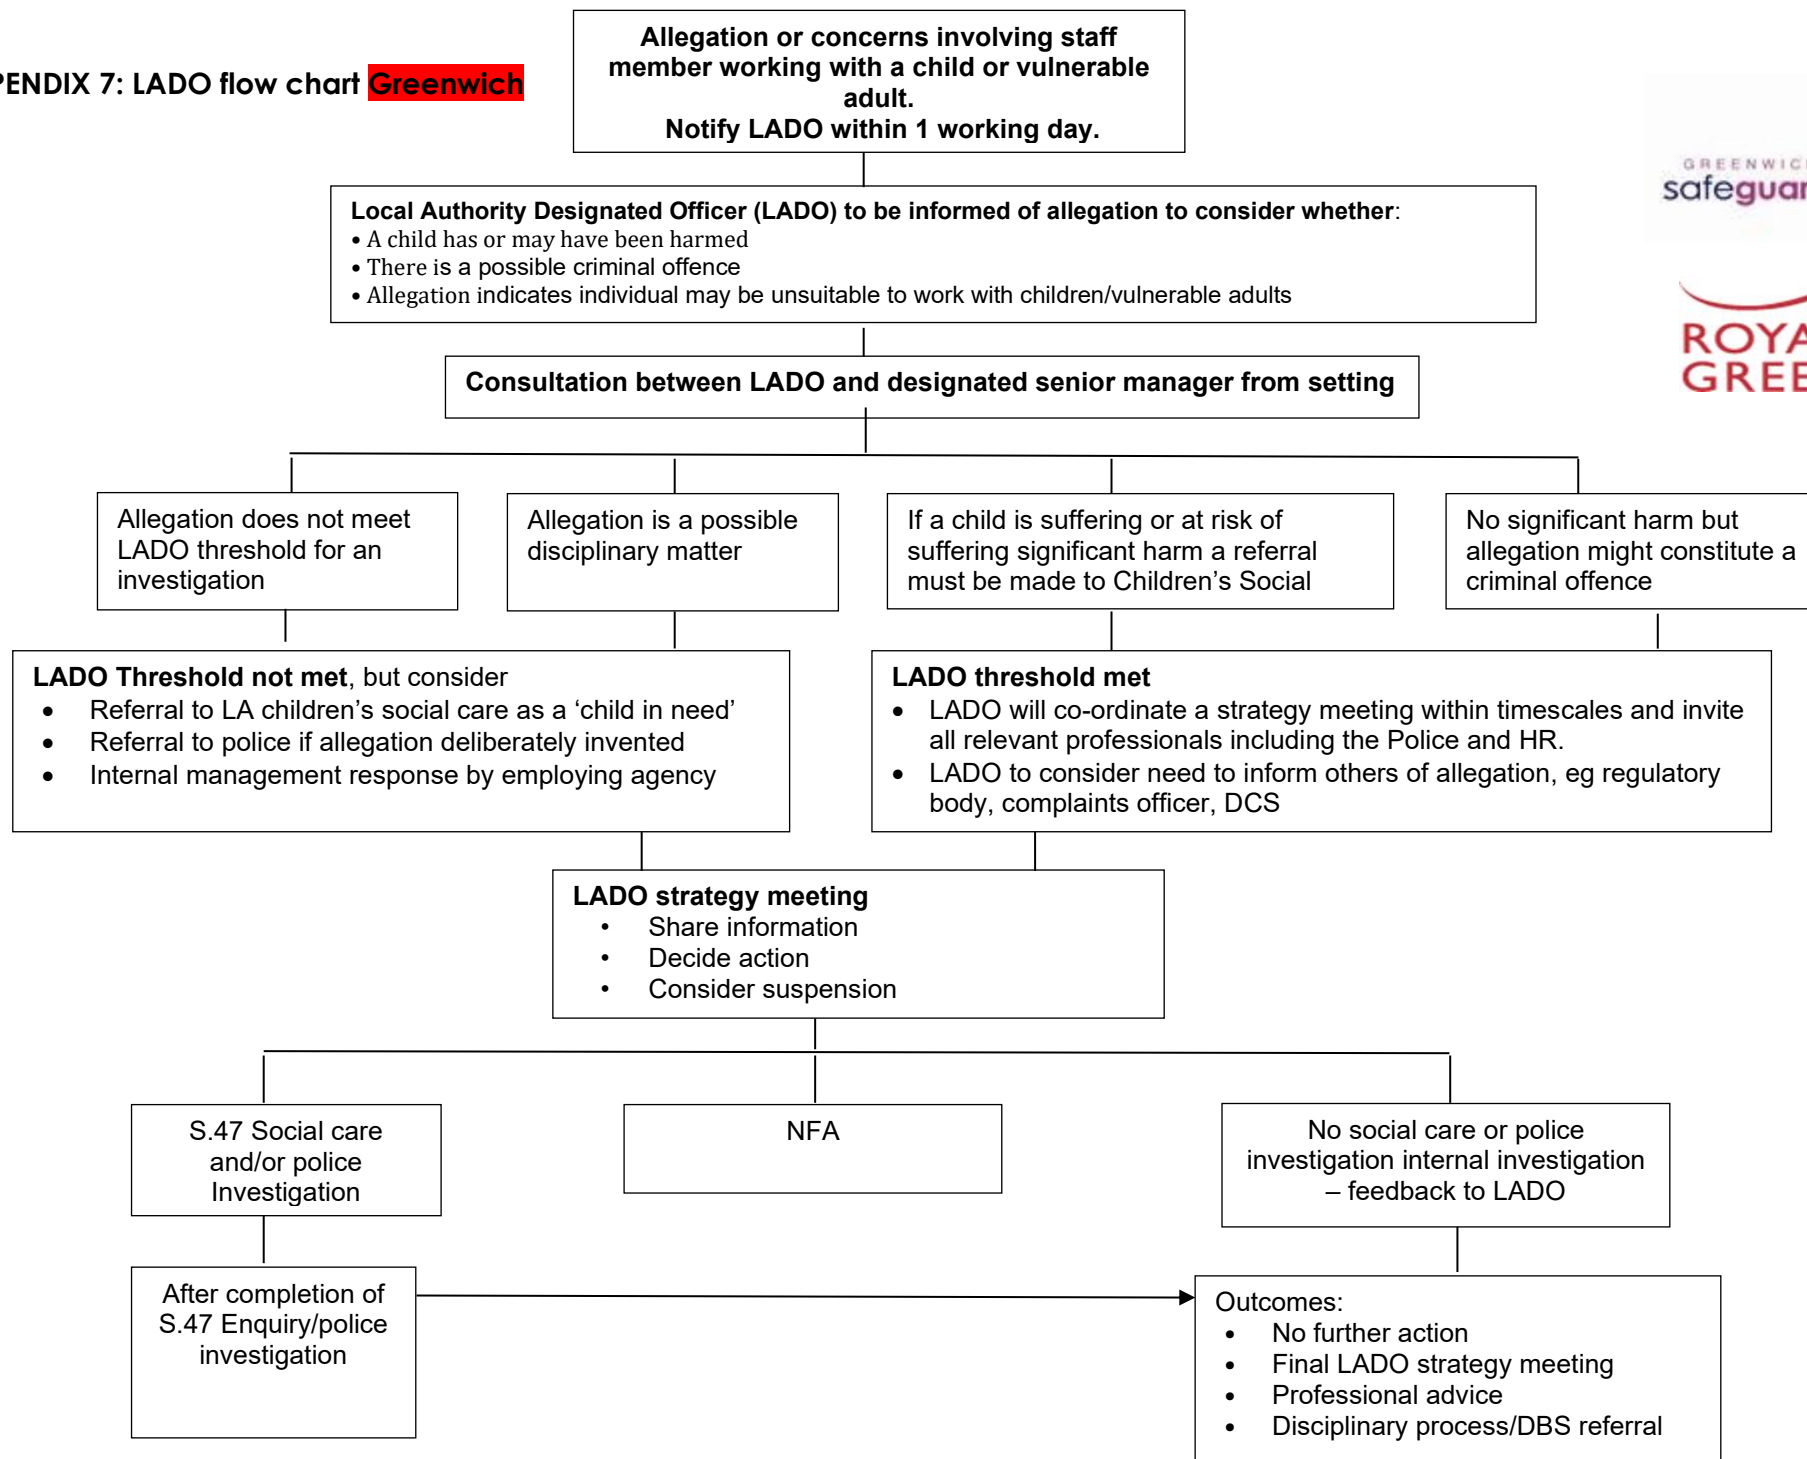 Allegation or concerns involving staff
member working with a child or vulnerable
adult.
Notify LADO within 1 working day.
PENDIX 7: LADO flow chart Greenwich
GREENWIC
safeguar
ROYA
GREE
Local Authority Designated Officer (LADO) to be informed of allegation to consider whether:
• A child has or may have been harmed
• There is a possible criminal offence
• Allegation indicates individual may be unsuitable to work with children/vulnerable adults
Consultation between LADO and designated senior manager from setting
Allegation does not meet
LADO threshold for an
investigation
Allegation is a possible
disciplinary matter
If a child is suffering or at risk of
suffering significant harm a referral
must be made to Children’s Social
No significant harm but
allegation might constitute a
criminal offence
LADO Threshold not met, but consider
• Referral to LA children’s social care as a ‘child in need’
• Referral to police if allegation deliberately invented
• Internal management response by employing agency
LADO threshold met
• LADO will co-ordinate a strategy meeting within timescales and invite
all relevant professionals including the Police and HR.
• LADO to consider need to inform others of allegation, eg regulatory
body, complaints officer, DCS
LADO strategy meeting
• Share information
• Decide action
• Consider suspension
S.47 Social care
and/or police
Investigation
NFA
No social care or police
investigation internal investigation
– feedback to LADO
After completion of
S.47 Enquiry/police
investigation
Outcomes:
• No further action
• Final LADO strategy meeting
• Professional advice
• Disciplinary process/DBS referral